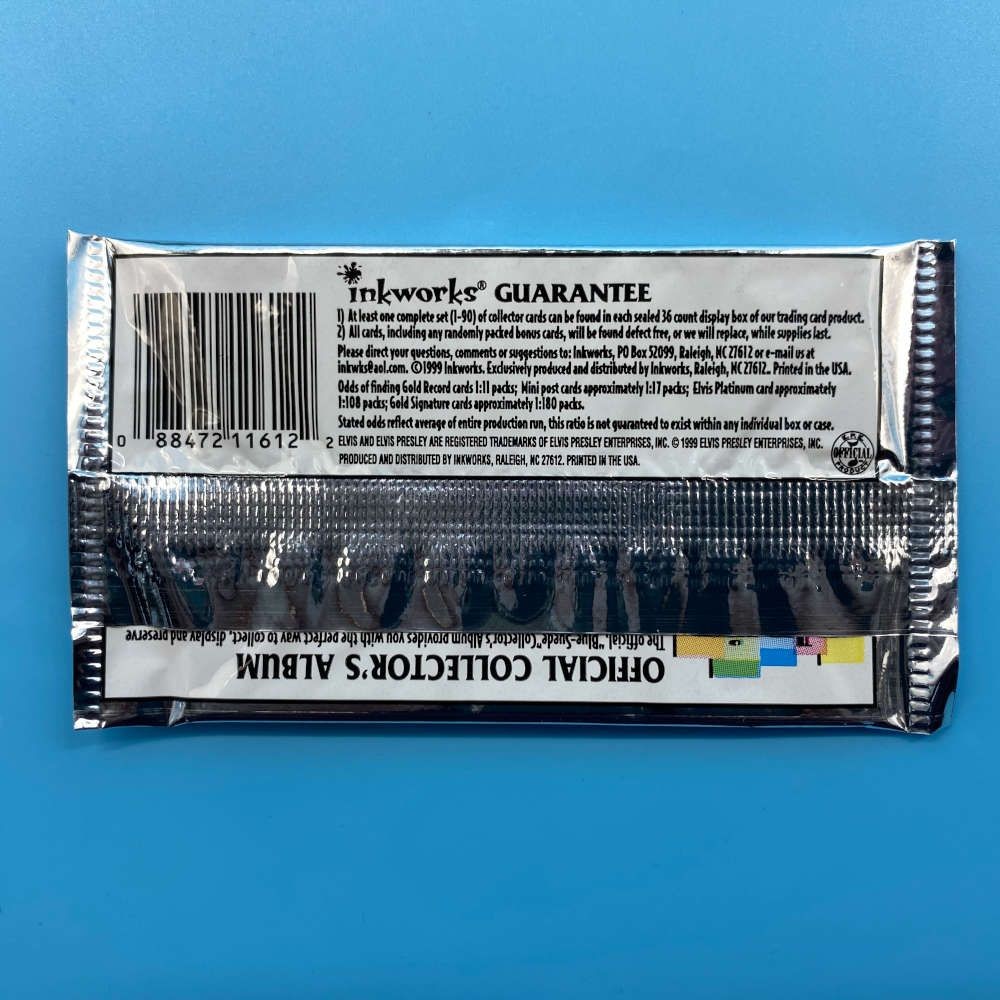 inkworks® GUARANTEE
1) At least one complete set (1-90) of collector cards can be found in each sealed 36 count display box of our trading card product.
2) All cards, including any randomly packed bonus cards, will be found defect free, or we will replace, while supplies last.
Please direct your questions, comments or suggestions to: Inkworks, PO Box 52099, Raleigh, NC 27612 or e-mail us at
inkwks@aol.com. ©1999 Inkworks. Exclusively produced and distributed by Inkworks, Raleigh, NC 27612. Printed in the USA.
Odds of finding Gold Record cards 1:11 packs; Mini post cards approximately 1:17 packs; Elvis Platinum card approximately
1:108 packs; Gold Signature cards approximately 1:180 packs.
Stated odds reflect average of entire production run, this ratio is not guaranteed to exist within any individual box or case.
ELVIS AND ELVIS PRESLEY ARE REGISTERED TRADEMARKS OF ELVIS PRESLEY ENTERPRISES, INC. © 1999 ELVIS PRESLEY ENTERPRISES, INC.
PRODUCED AND DISTRIBUTED BY INKWORKS, RALEIGH, NC 27612. PRINTED IN THE USA.
0 88472 11612 2
E.P.E.
OFFICIAL
PRODUCT
OFFICIAL COLLECTOR'S ALBUM
The official "Blue-Suede" Collector's Album provides you with the perfect way to collect, display and preserve